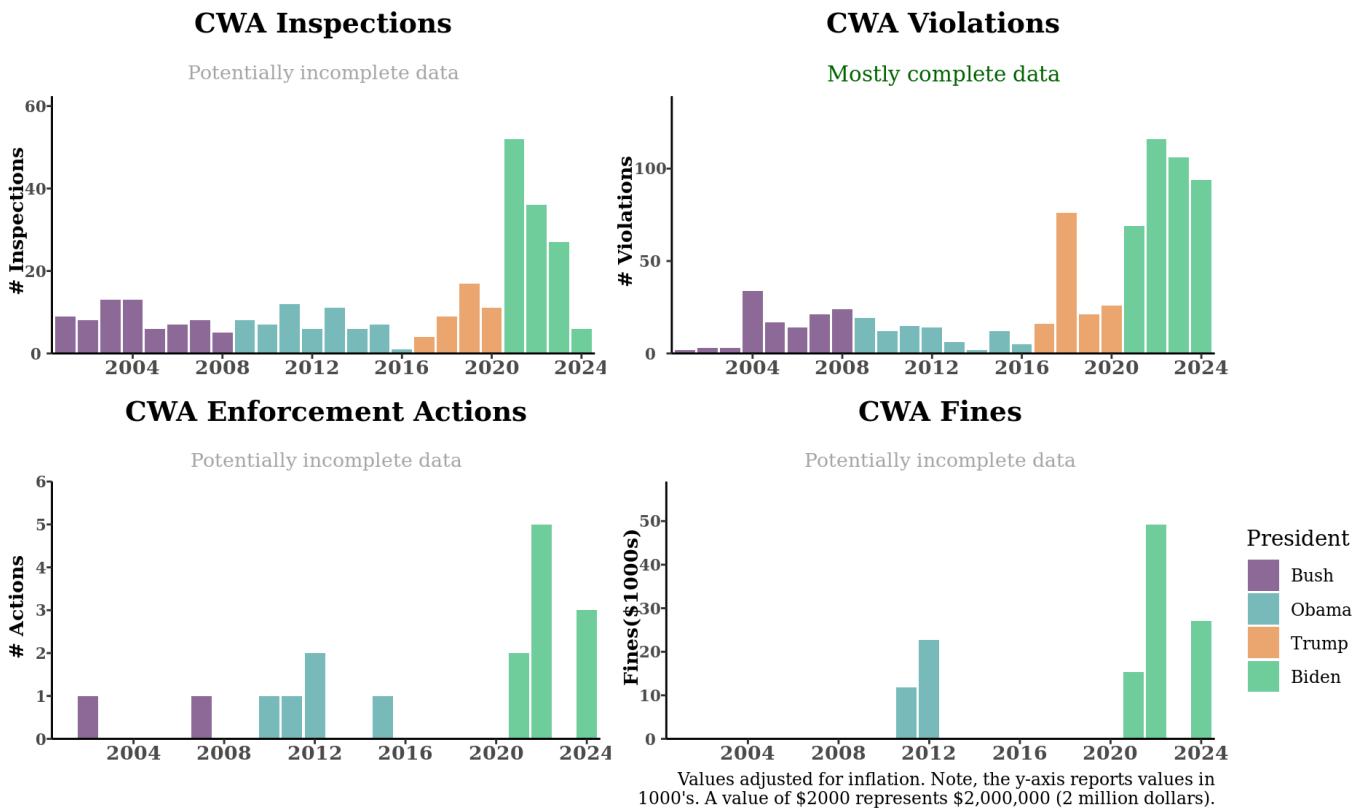 CWA Inspections
Potentially incomplete data
# Inspections
60
40
20
0
2004 2008 2012 2016 2020 2024
CWA Violations
Mostly complete data
# Violations
100
50
0
2004 2008 2012 2016 2020 2024
CWA Enforcement Actions
Potentially incomplete data
# Actions
6
5
4
3
2
1
0
2004 2008 2012 2016 2020 2024
CWA Fines
Potentially incomplete data
Fines($1000s)
50
40
30
20
10
0
2004 2008 2012 2016 2020 2024
President
Bush
Obama
Trump
Biden
Values adjusted for inflation. Note, the y-axis reports values in
1000's. A value of $2000 represents $2,000,000 (2 million dollars).